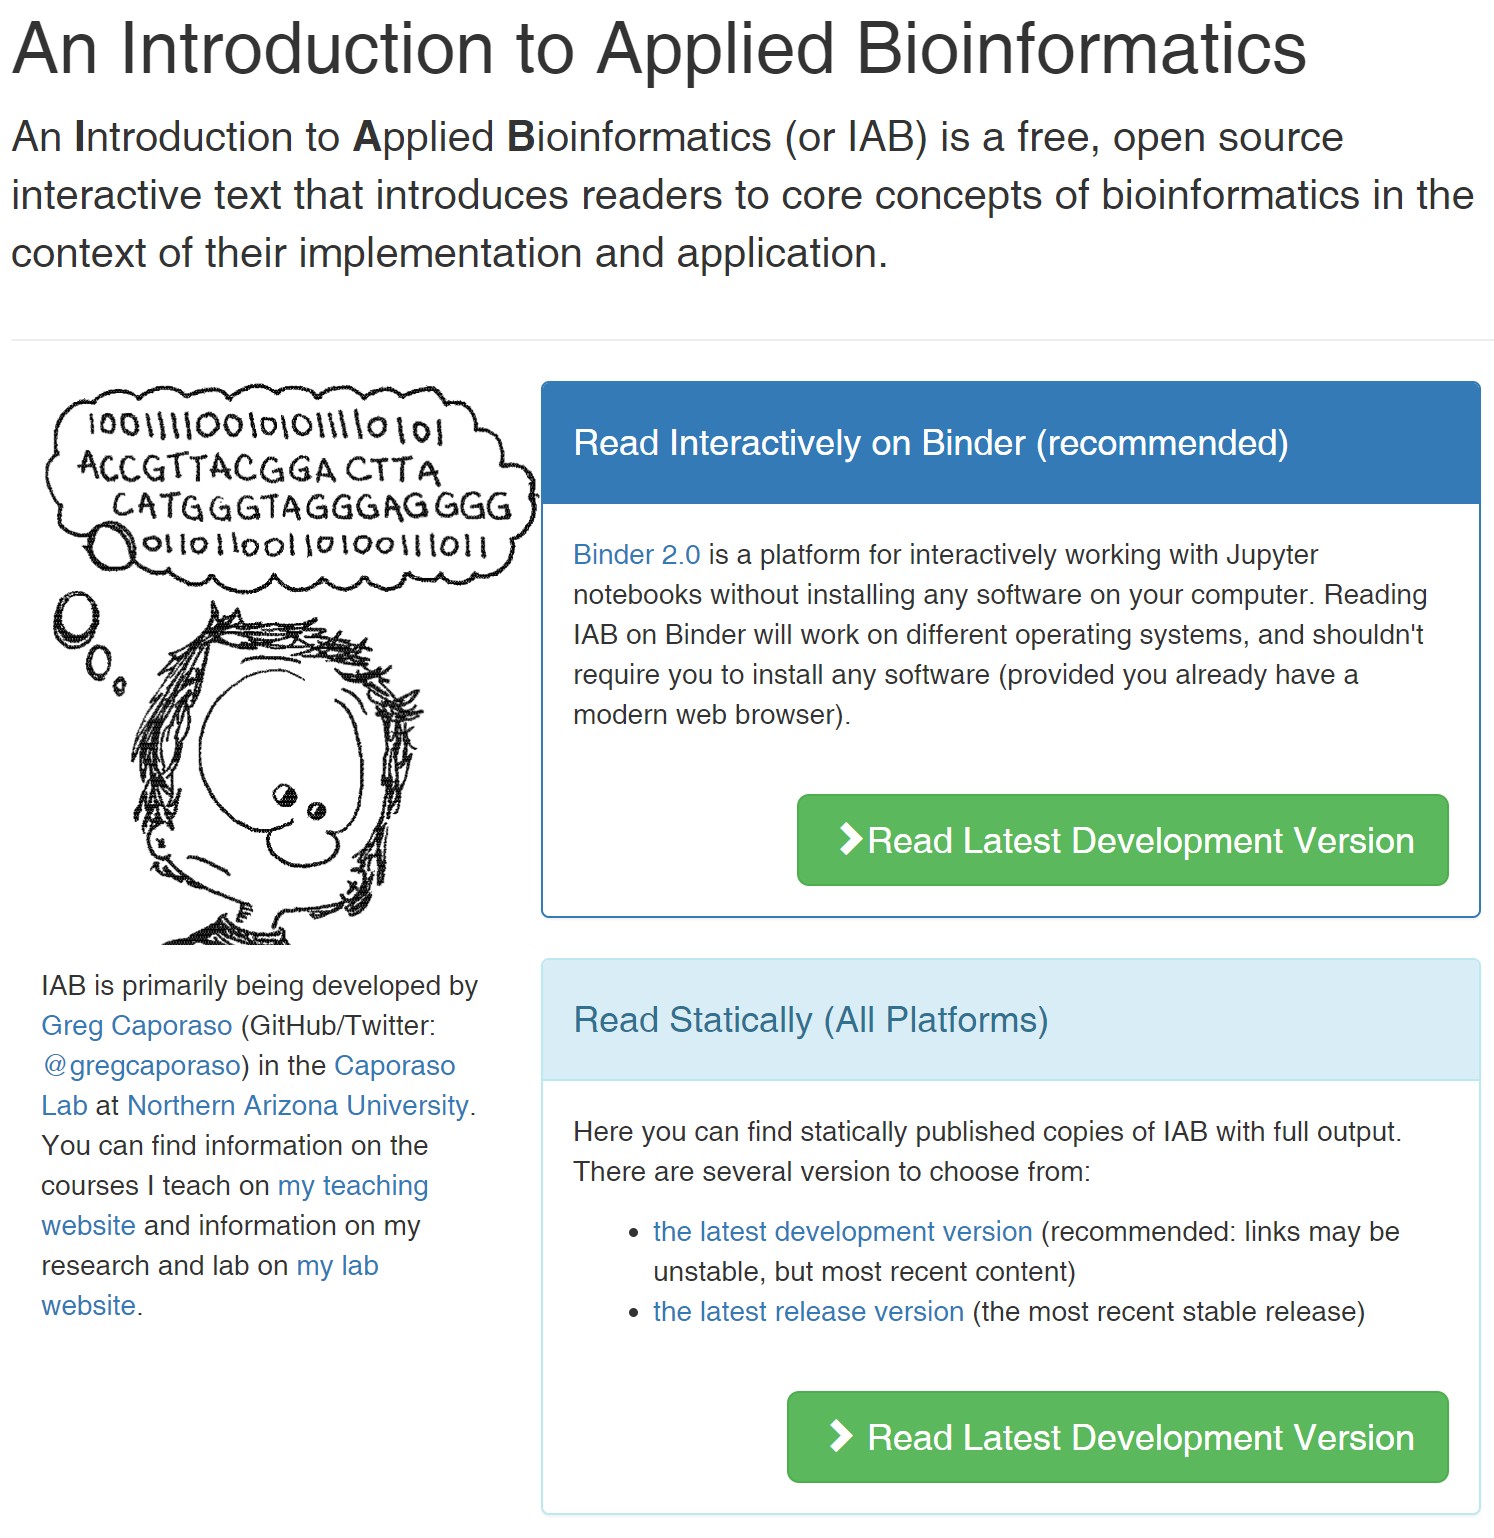 An Introduction to Applied Bioinformatics
An Introduction to Applied Bioinformatics (or IAB) is a free, open source
interactive text that introduces readers to core concepts of bioinformatics in the
context of their implementation and application.
100111100101011110101
ACCGTTACGGACTTA
CATGGGTAGGGAGGGG
01101100110100111011
IAB is primarily being developed by
Greg Caporaso (GitHub/Twitter:
@gregcaporaso) in the Caporaso
Lab at Northern Arizona University.
You can find information on the
courses I teach on my teaching
website and information on my
research and lab on my lab
website.
Read Interactively on Binder (recommended)
Binder 2.0 is a platform for interactively working with Jupyter
notebooks without installing any software on your computer. Reading
IAB on Binder will work on different operating systems, and shouldn't
require you to install any software (provided you already have a
modern web browser).
Read Latest Development Version
Read Statically (All Platforms)
Here you can find statically published copies of IAB with full output.
There are several version to choose from:
• the latest development version (recommended: links may be
unstable, but most recent content)
• the latest release version (the most recent stable release)
Read Latest Development Version